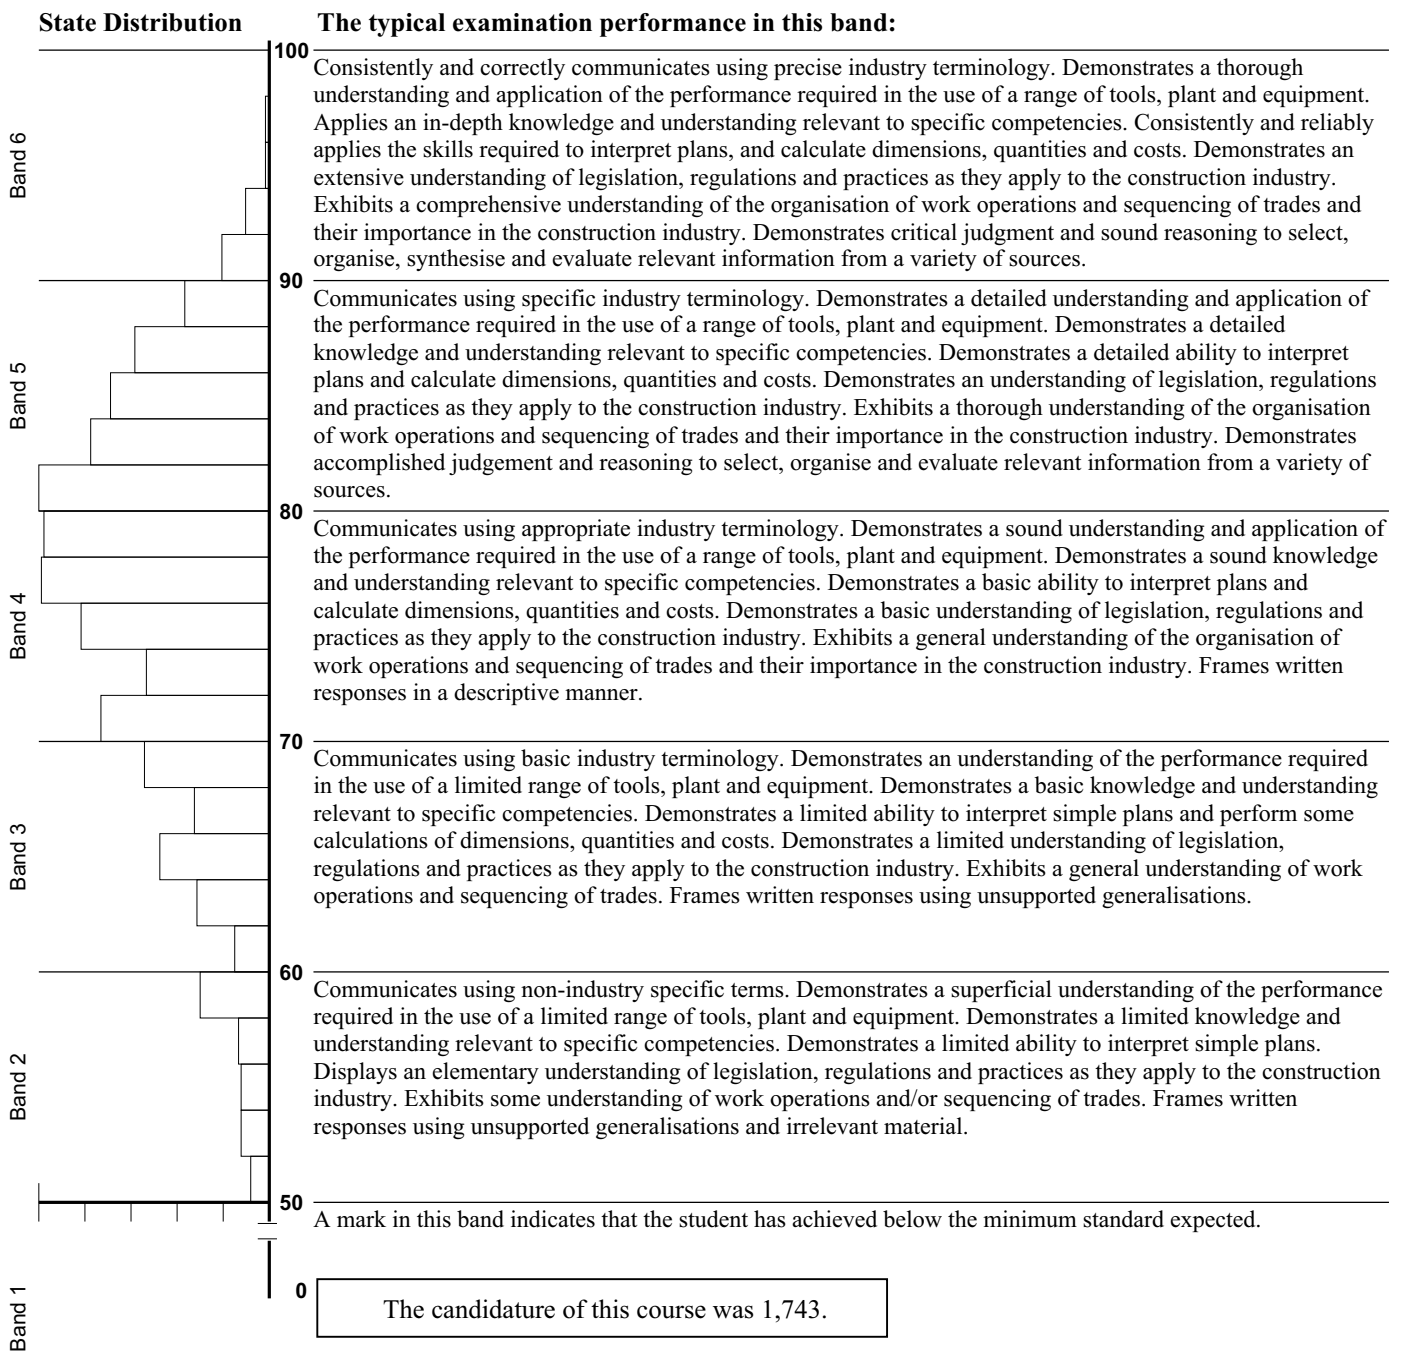 State Distribution
The typical examination performance in this band:
100
Band 6
Consistently and correctly communicates using precise industry terminology. Demonstrates a thorough
understanding and application of the performance required in the use of a range of tools, plant and equipment.
Applies an in-depth knowledge and understanding relevant to specific competencies. Consistently and reliably
applies the skills required to interpret plans, and calculate dimensions, quantities and costs. Demonstrates an
extensive understanding of legislation, regulations and practices as they apply to the construction industry.
Exhibits a comprehensive understanding of the organisation of work operations and sequencing of trades and
their importance in the construction industry. Demonstrates critical judgment and sound reasoning to select,
organise, synthesise and evaluate relevant information from a variety of sources.
90
Band 5
Communicates using specific industry terminology. Demonstrates a detailed understanding and application of
the performance required in the use of a range of tools, plant and equipment. Demonstrates a detailed
knowledge and understanding relevant to specific competencies. Demonstrates a detailed ability to interpret
plans and calculate dimensions, quantities and costs. Demonstrates an understanding of legislation, regulations
and practices as they apply to the construction industry. Exhibits a thorough understanding of the organisation
of work operations and sequencing of trades and their importance in the construction industry. Demonstrates
accomplished judgement and reasoning to select, organise and evaluate relevant information from a variety of
sources.
80
Band 4
Communicates using appropriate industry terminology. Demonstrates a sound understanding and application of
the performance required in the use of a range of tools, plant and equipment. Demonstrates a sound knowledge
and understanding relevant to specific competencies. Demonstrates a basic ability to interpret plans and
calculate dimensions, quantities and costs. Demonstrates a basic understanding of legislation, regulations and
practices as they apply to the construction industry. Exhibits a general understanding of the organisation of
work operations and sequencing of trades and their importance in the construction industry. Frames written
responses in a descriptive manner.
70
Band 3
Communicates using basic industry terminology. Demonstrates an understanding of the performance required
in the use of a limited range of tools, plant and equipment. Demonstrates a basic knowledge and understanding
relevant to specific competencies. Demonstrates a limited ability to interpret simple plans and perform some
calculations of dimensions, quantities and costs. Demonstrates a limited understanding of legislation,
regulations and practices as they apply to the construction industry. Exhibits a general understanding of work
operations and sequencing of trades. Frames written responses using unsupported generalisations.
60
Band 2
Communicates using non-industry specific terms. Demonstrates a superficial understanding of the performance
required in the use of a limited range of tools, plant and equipment. Demonstrates a limited knowledge and
understanding relevant to specific competencies. Demonstrates a limited ability to interpret simple plans.
Displays an elementary understanding of legislation, regulations and practices as they apply to the construction
industry. Exhibits some understanding of work operations and/or sequencing of trades. Frames written
responses using unsupported generalisations and irrelevant material.
50
A mark in this band indicates that the student has achieved below the minimum standard expected.
0
Band 1
The candidature of this course was 1,743.